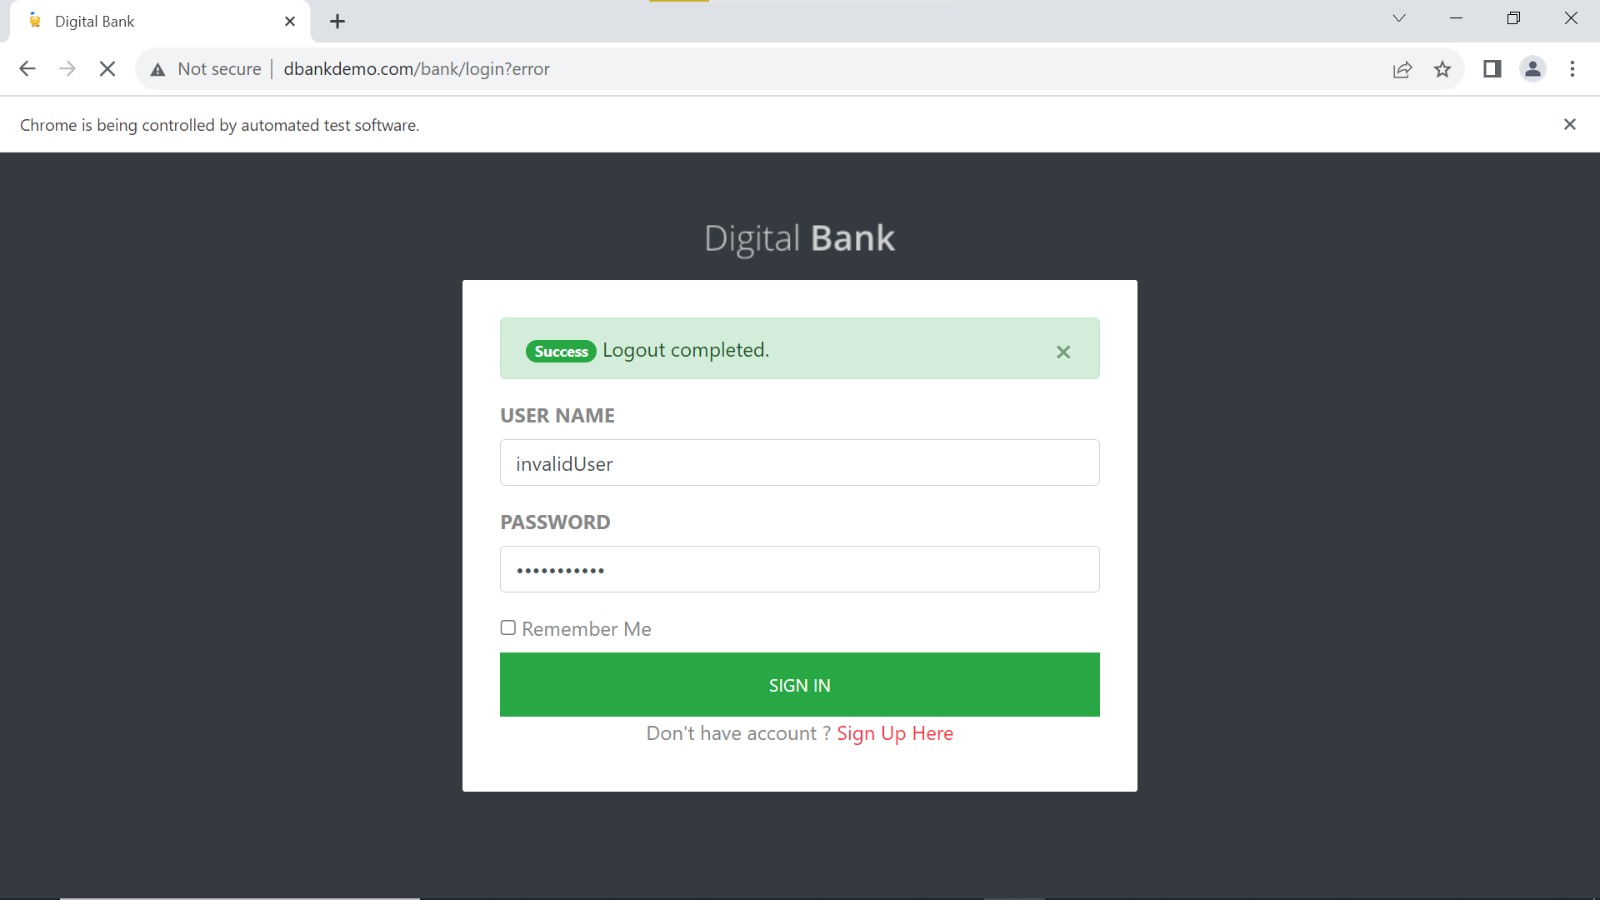 Digital Bank
Not secure | dbankdemo.com/bank/login?error
Chrome is being controlled by automated test software.
Digital Bank
Success Logout completed.
USER NAME
invalidUser
PASSWORD
•••••••••••
Remember Me
SIGN IN
Don't have account ? Sign Up Here